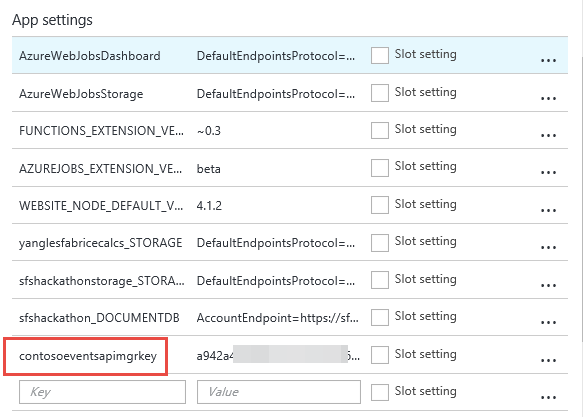 App settings
AzureWebJobsDashboard DefaultEndpointsProtocol=... Slot setting ...
AzureWebJobsStorage DefaultEndpointsProtocol=... Slot setting ...
FUNCTIONS_EXTENSION_VE... ~0.3 Slot setting ...
AZUREJOBS_EXTENSION_VE... beta Slot setting ...
WEBSITE_NODE_DEFAULT_V... 4.1.2 Slot setting ...
yanglesfabricecalcs_STORAGE DefaultEndpointsProtocol=... Slot setting ...
sfshackathonstorage_STORA... DefaultEndpointsProtocol=... Slot setting ...
sfshackathon_DOCUMENTDB AccountEndpoint=https://sf... Slot setting ...
contosoeventsapimgrkey a942a4 6... Slot setting ...
Key Value Slot setting ...